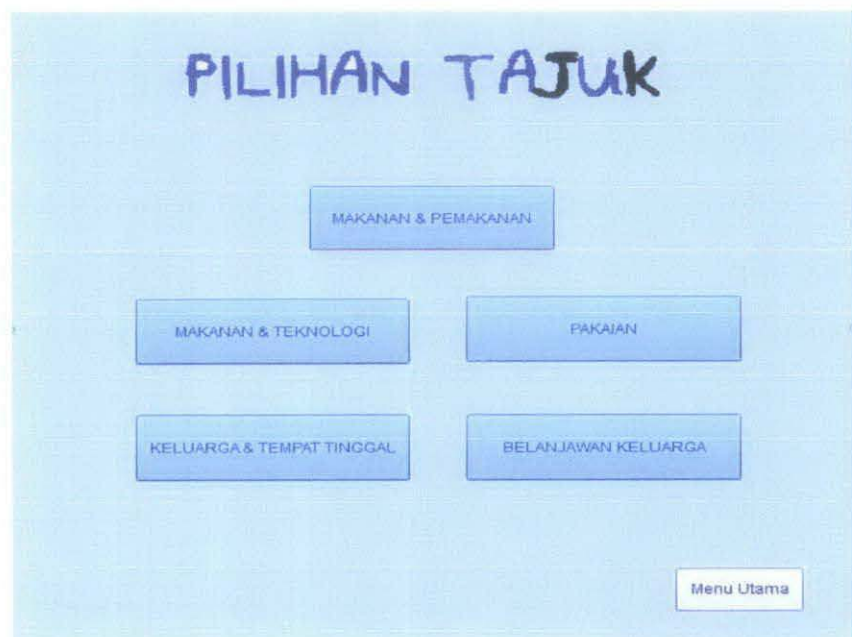 PILIHAN TAJUK
MAKANAN & PEMAKANAN
MAKANAN & TEKNOLOGI
PAKAIAN
KELUARGA & TEMPAT TINGGAL
BELANJAWAN KELUARGA
Menu Utama